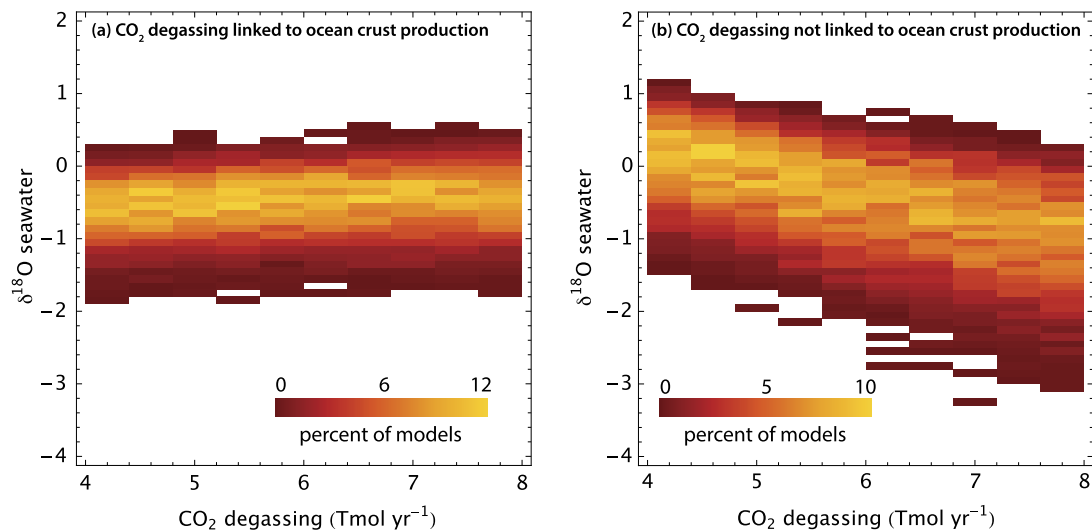 (a) CO2 degassing linked to ocean crust production
2
1
0
−1
−2
−3
−4
δ18O seawater
0 6 12
percent of models
4 5 6 7 8
CO2 degassing (Tmol yr−1)
(b) CO2 degassing not linked to ocean crust production
2
1
0
−1
−2
−3
−4
δ18O seawater
0 5 10
percent of models
4 5 6 7 8
CO2 degassing (Tmol yr−1)